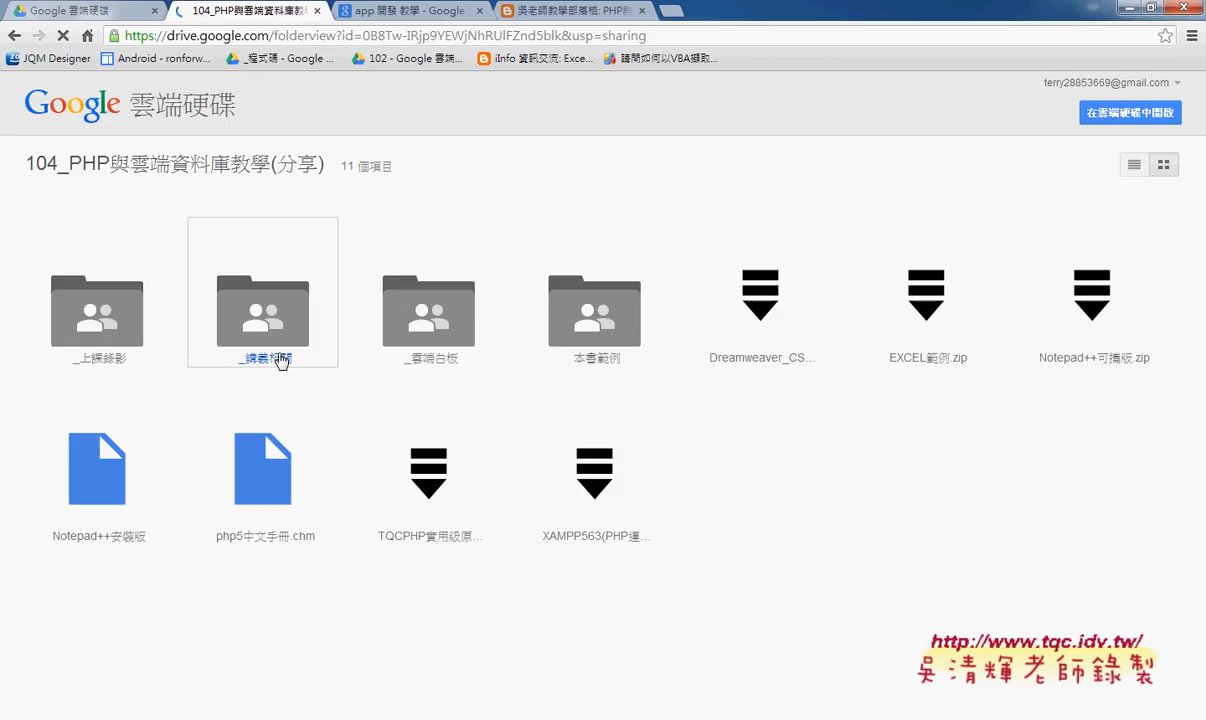 Google 雲端硬碟
104_PHP與雲端資料庫教
app 開發 教學 - Google
吳老師教學部落格: PHP與
https://drive.google.com/folderview?id=0B8Tw-IRjp9YEWjNhRUlFZnd5blk&usp=sharing
JQM Designer
Android - ronforw...
_程式碼 - Google ...
102 - Google 雲端...
iInfo 資訊交流: Exce...
請問如何以VBA擷取...
terry28853669@gmail.com
Google 雲端硬碟
在雲端硬碟中開啟
104_PHP與雲端資料庫教學(分享)
11 個項目
_上課錄影
_講義相關
_雲端白板
本書範例
Dreamweaver_CS...
EXCEL範例.zip
Notepad++可攜版.zip
Notepad++安裝版
php5中文手冊.chm
TQCPHP實用級原...
XAMPP563(PHP運...
http://www.tqc.idv.tw/
吳清輝老師錄製